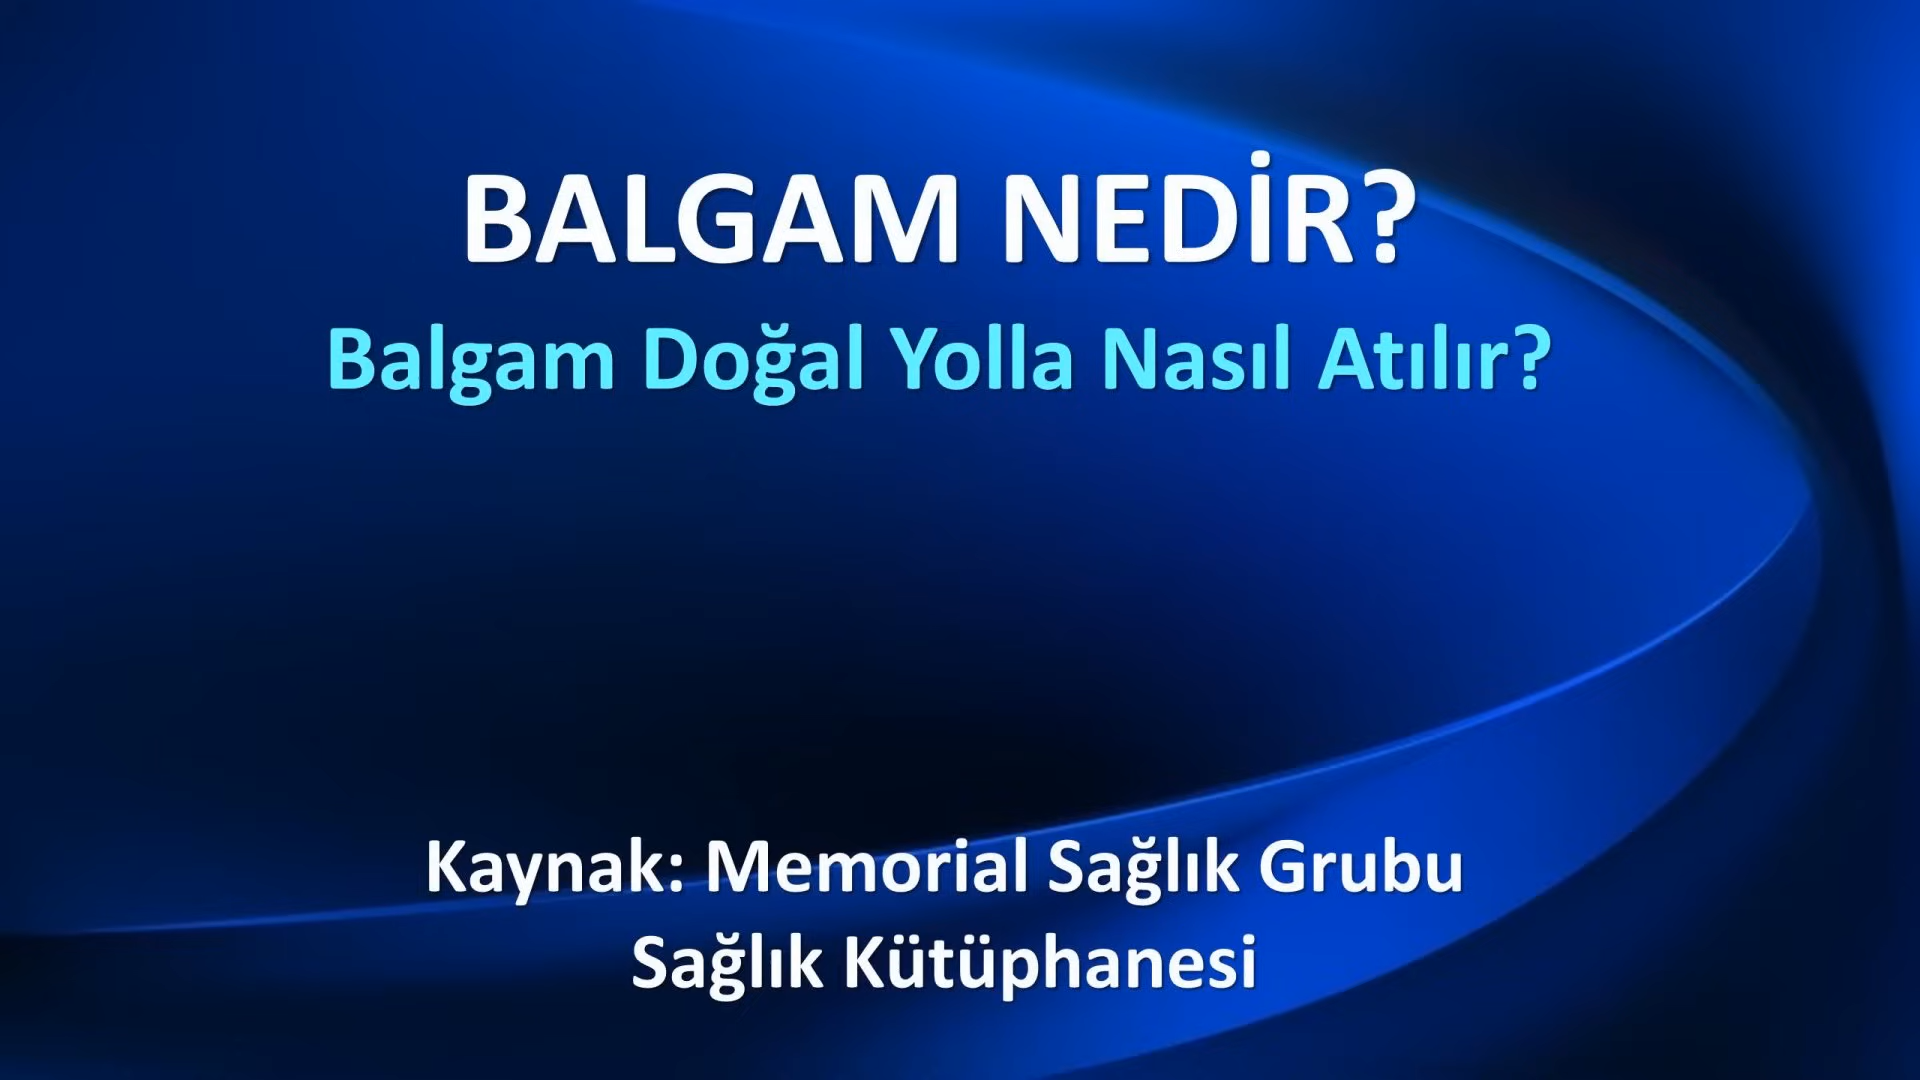 BALGAM NEDİR?
Balgam Doğal Yolla Nasıl Atılır?
Kaynak: Memorial Sağlık Grubu
Sağlık Kütüphanesi